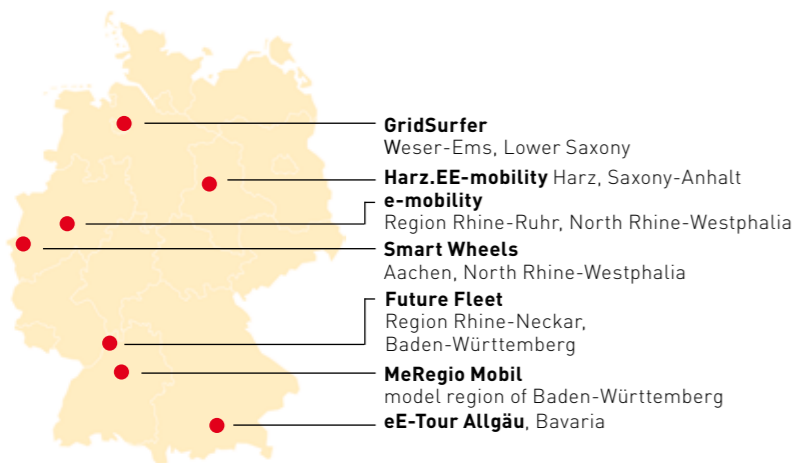 GridSurfer
Weser-Ems, Lower Saxony
Harz.EE-mobility Harz, Saxony-Anhalt
e-mobility
Region Rhine-Ruhr, North Rhine-Westphalia
Smart Wheels
Aachen, North Rhine-Westphalia
Future Fleet
Region Rhine-Neckar,
Baden-Württemberg
MeRegio Mobil
model region of Baden-Württemberg
eE-Tour Allgäu, Bavaria